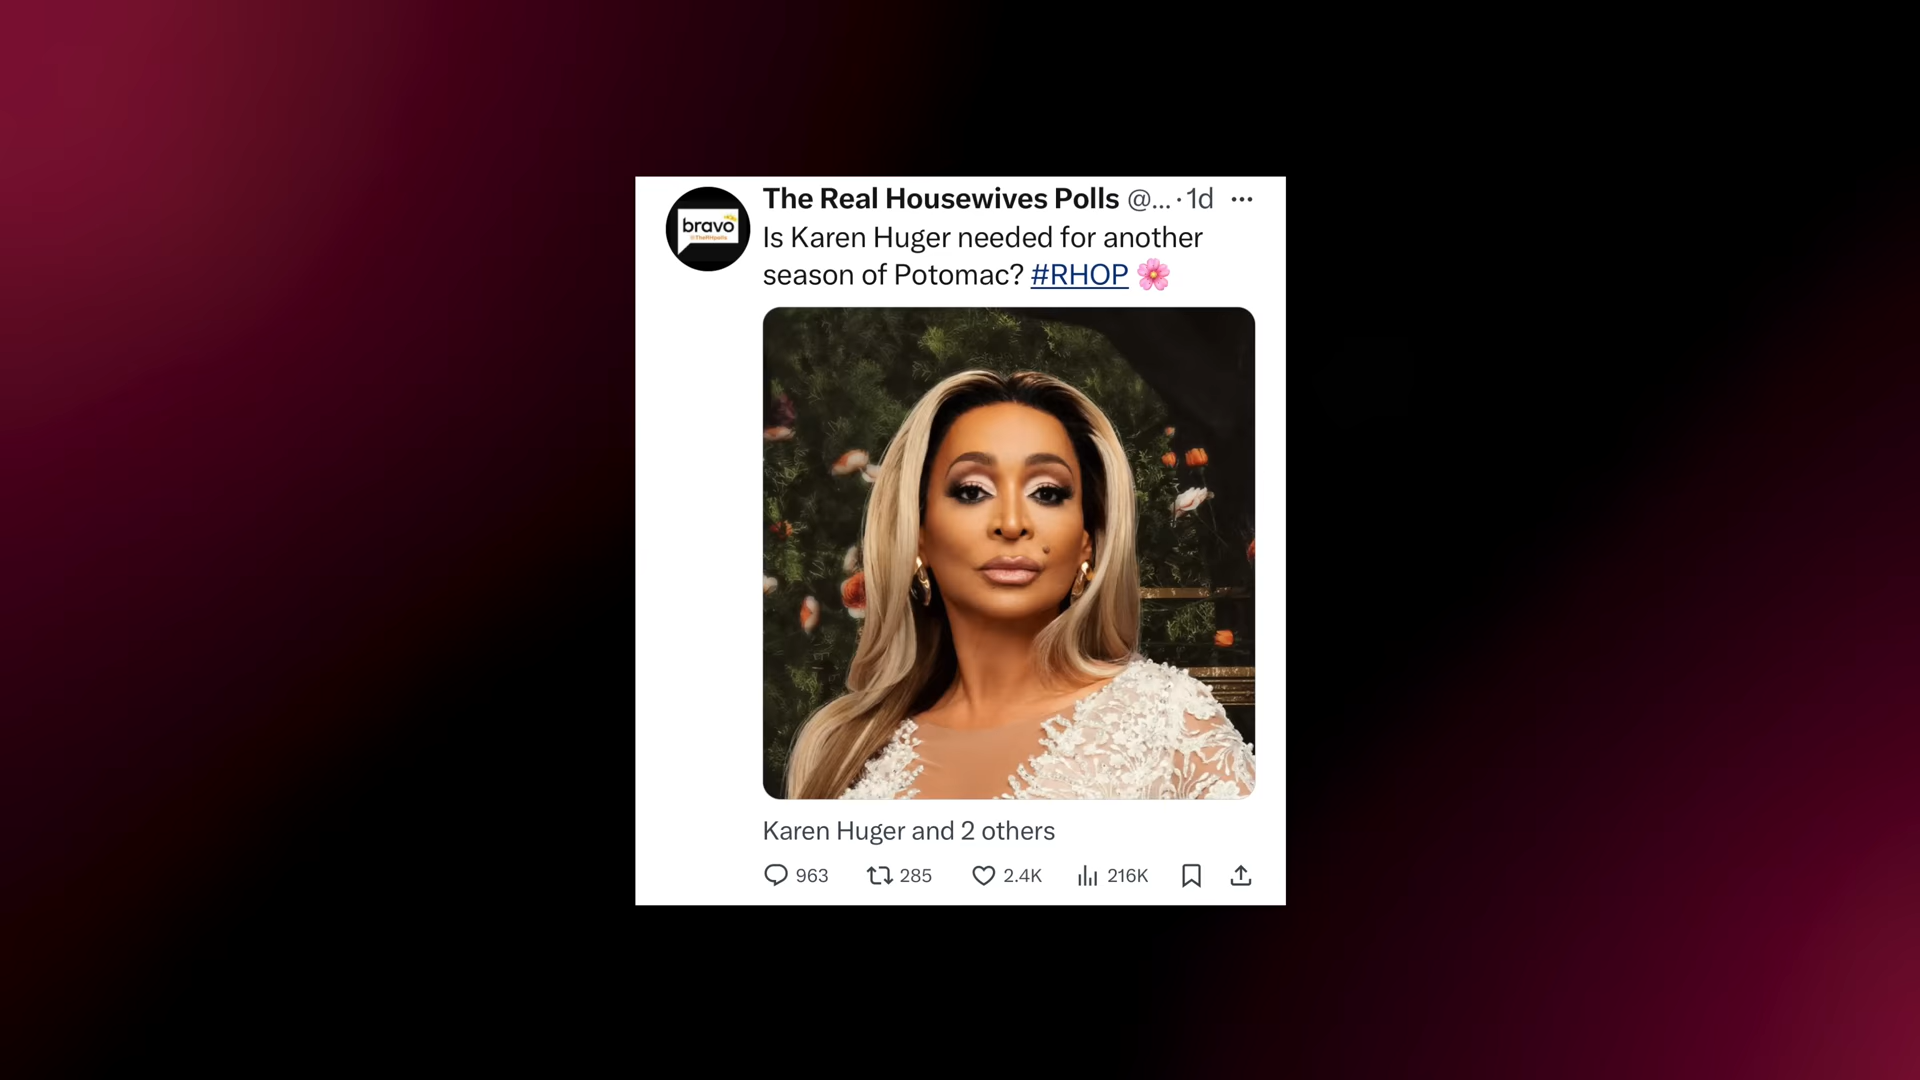 The Real Housewives Polls @... · 1d ...
bravo
Is Karen Huger needed for another
season of Potomac? #RHOP 🌸
Karen Huger and 2 others
963 285 2.4K 216K